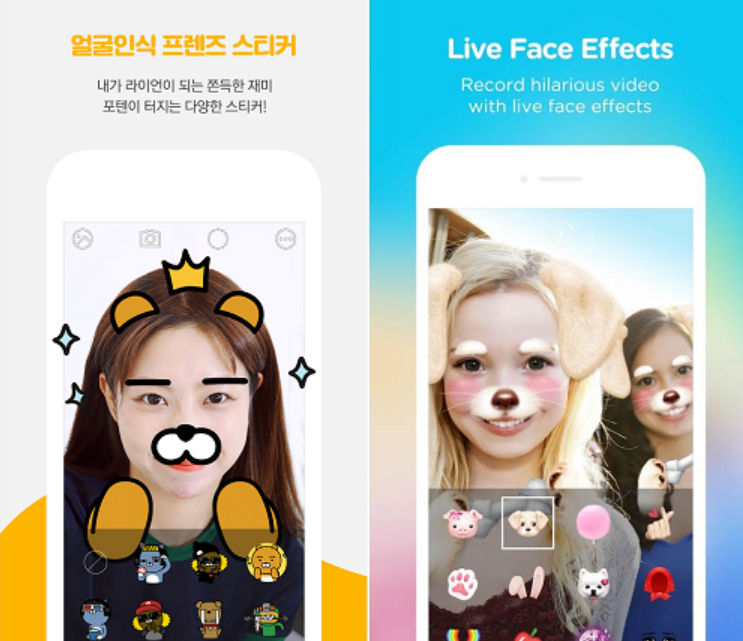 얼굴인식 프렌즈 스티커
내가 라이언이 되는 쫀득한 재미
포텐이 터지는 다양한 스티커!
Live Face Effects
Record hilarious video
with live face effects